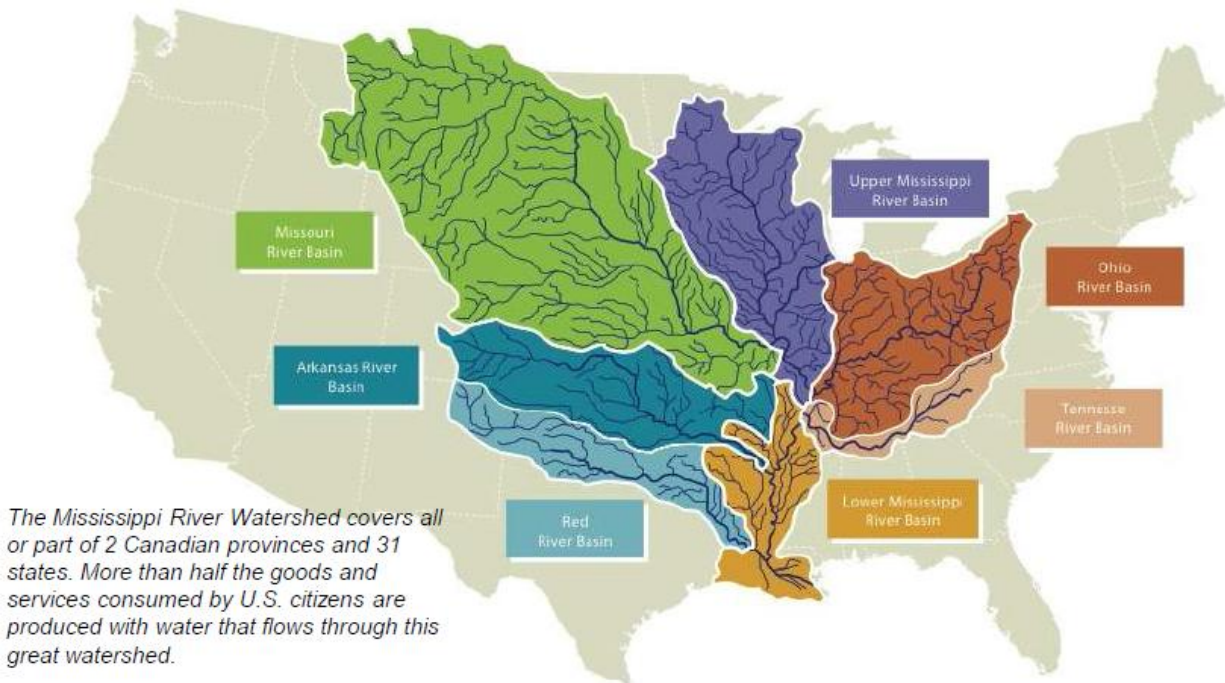 Upper Mississippi
River Basin
Missouri
River Basin
Ohio
River Basin
Arkansas River
Basin
Tennesse
River Basin
Lower Mississippi
River Basin
Red
River Basin
The Mississippi River Watershed covers all
or part of 2 Canadian provinces and 31
states. More than half the goods and
services consumed by U.S. citizens are
produced with water that flows through this
great watershed.